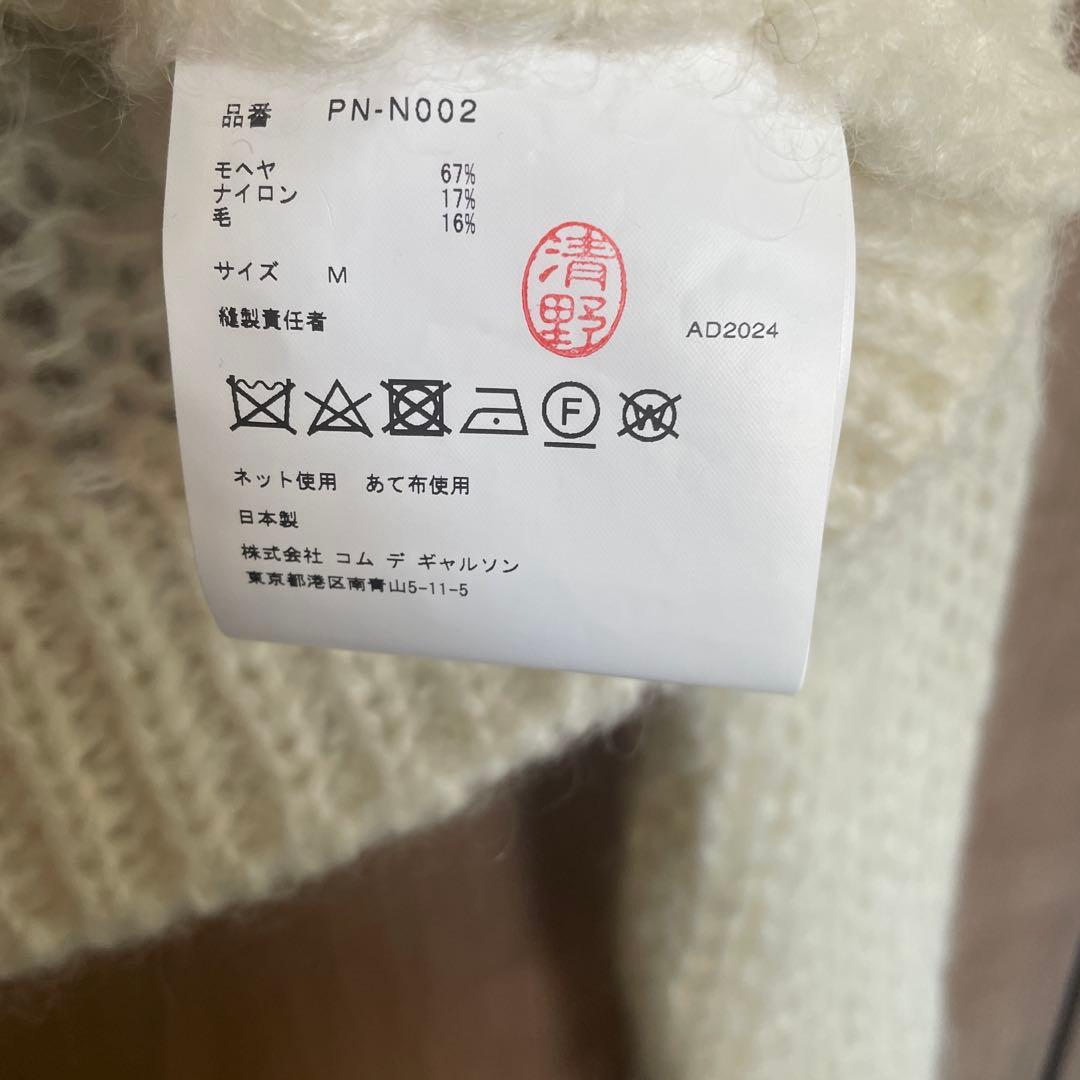 品番 PN-N002
モヘヤ 67%
ナイロン 17%
毛 16%
サイズ M
清野
縫製責任者
AD2024
F W
ネット使用 あて布使用
日本製
株式会社 コム デ ギャルソン
東京都港区南青山5-11-5